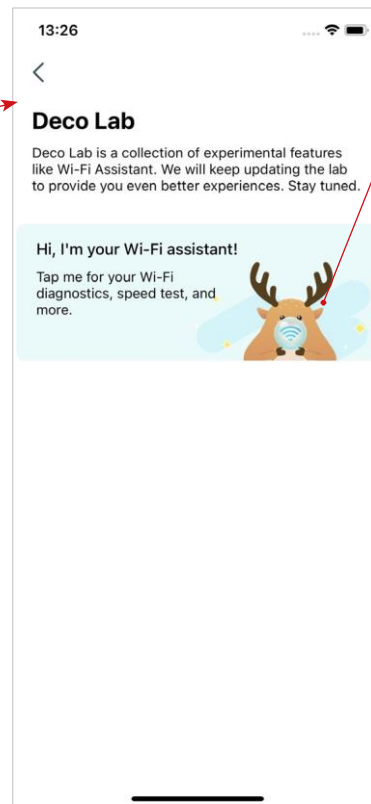 13:26
Deco Lab
Deco Lab is a collection of experimental features
like Wi-Fi Assistant. We will keep updating the lab
to provide you even better experiences. Stay tuned.
Hi, I'm your Wi-Fi assistant!
Tap me for your Wi-Fi
diagnostics, speed test, and
more.